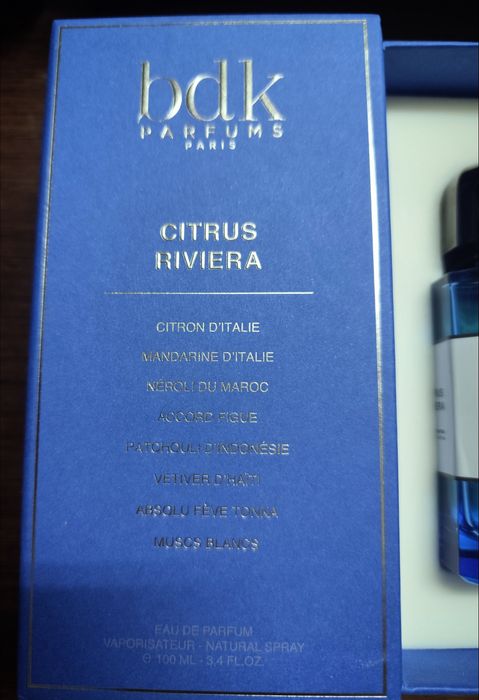 bdk
PARFUMS
PARIS
CITRUS
RIVIERA
CITRON D'ITALIE
MANDARINE D'ITALIE
NÉROLI DU MAROC
ACCORD FIGUE
PATCHOULI D'INDONÉSIE
VETIVER D'HAÏTI
ABSOLU FÈVE TONKA
MUSCS BLANCS
EAU DE PARFUM
VAPORISATEUR - NATURAL SPRAY
℮ 100 ML - 3.4 FL.OZ.